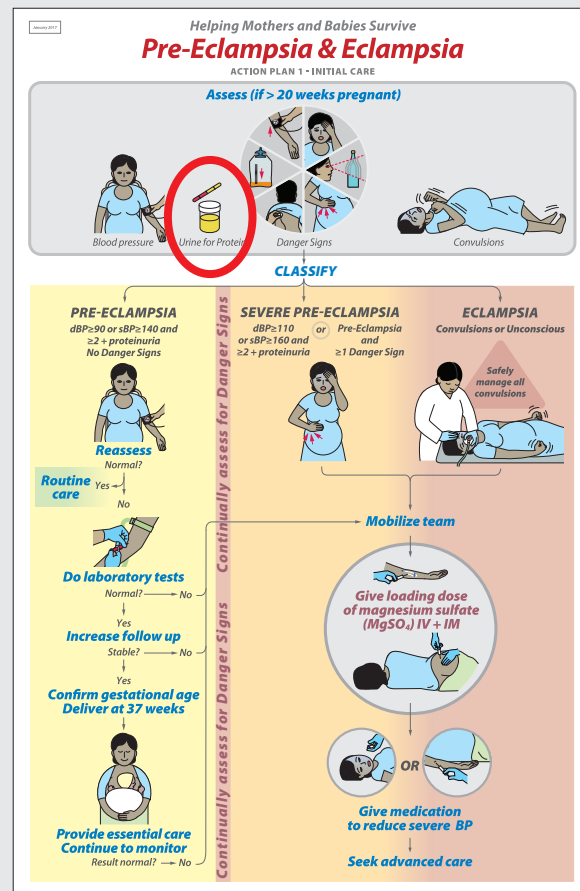 January 2017
Helping Mothers and Babies Survive
Pre-Eclampsia & Eclampsia
ACTION PLAN 1 - INITIAL CARE
Assess (if > 20 weeks pregnant)
Blood pressure
Urine for Protein
Danger Signs
Convulsions
CLASSIFY
PRE-ECLAMPSIA
dBP≥90 or sBP≥140 and
≥2 + proteinuria
No Danger Signs
Reassess
Normal?
Routine
care
Yes
No
Do laboratory tests
Normal?
No
Yes
Increase follow up
Stable?
No
Yes
Confirm gestational age
Deliver at 37 weeks
Provide essential care
Continue to monitor
Result normal?
No
Continually assess for Danger Signs
Continually assess for Danger Signs
SEVERE PRE-ECLAMPSIA
dBP≥110
or sBP≥160 and
≥2 + proteinuria
or
Pre-Eclampsia
and
≥1 Danger Sign
ECLAMPSIA
Convulsions or Unconscious
Safely
manage all
convulsions
Mobilize team
Give loading dose
of magnesium sulfate
(MgSO₄) IV + IM
OR
Give medication
to reduce severe BP
Seek advanced care